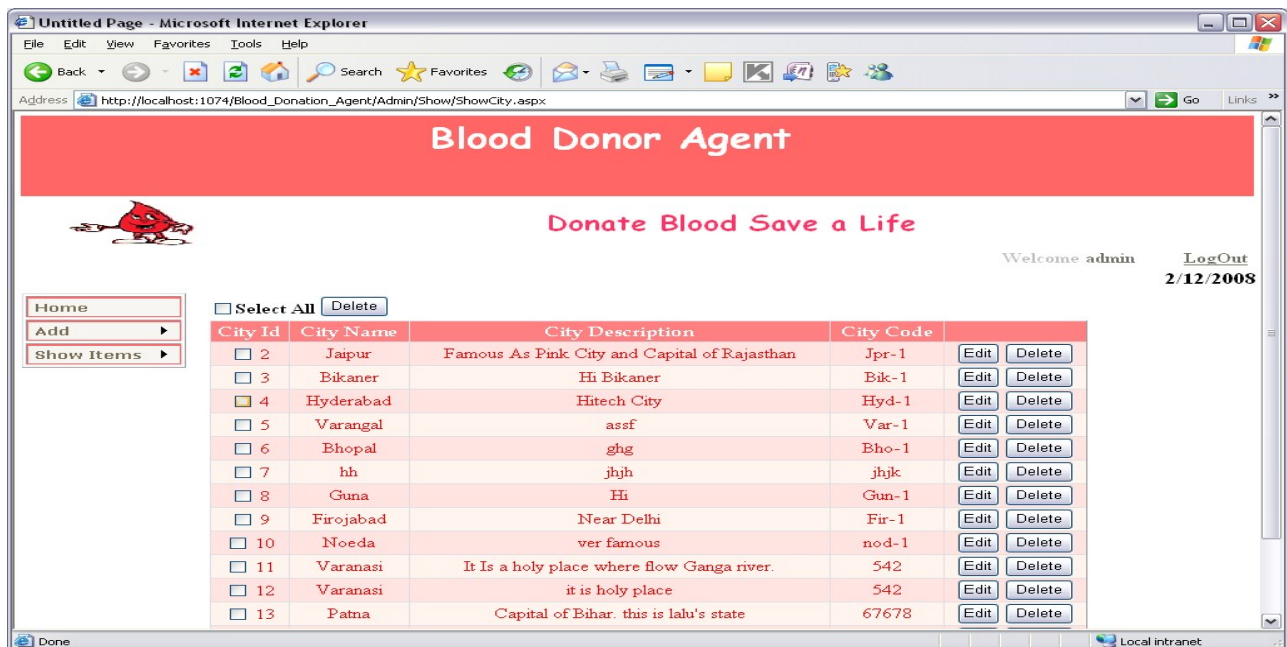 Untitled Page - Microsoft Internet Explorer
File Edit View Favorites Tools Help
Back Search Favorites
Address http://localhost:1074/Blood_Donation_Agent/Admin/Show/ShowCity.aspx Go Links »
Blood Donor Agent
Donate Blood Save a Life
Welcome admin LogOut
2/12/2008
Home
Add
Show Items
Select All Delete
City Id City Name City Description City Code
2 Jaipur Famous As Pink City and Capital of Rajasthan Jpr-1 Edit Delete
3 Bikaner Hi Bikaner Bik-1 Edit Delete
4 Hyderabad Hitech City Hyd-1 Edit Delete
5 Varangal assf Var-1 Edit Delete
6 Bhopal ghg Bho-1 Edit Delete
7 hh jhjh jhjk Edit Delete
8 Guna Hi Gun-1 Edit Delete
9 Firojabad Near Delhi Fir-1 Edit Delete
10 Noeda ver famous nod-1 Edit Delete
11 Varanasi It Is a holy place where flow Ganga river. 542 Edit Delete
12 Varanasi it is holy place 542 Edit Delete
13 Patna Capital of Bihar. this is lalu's state 67678 Edit Delete
Done Local intranet